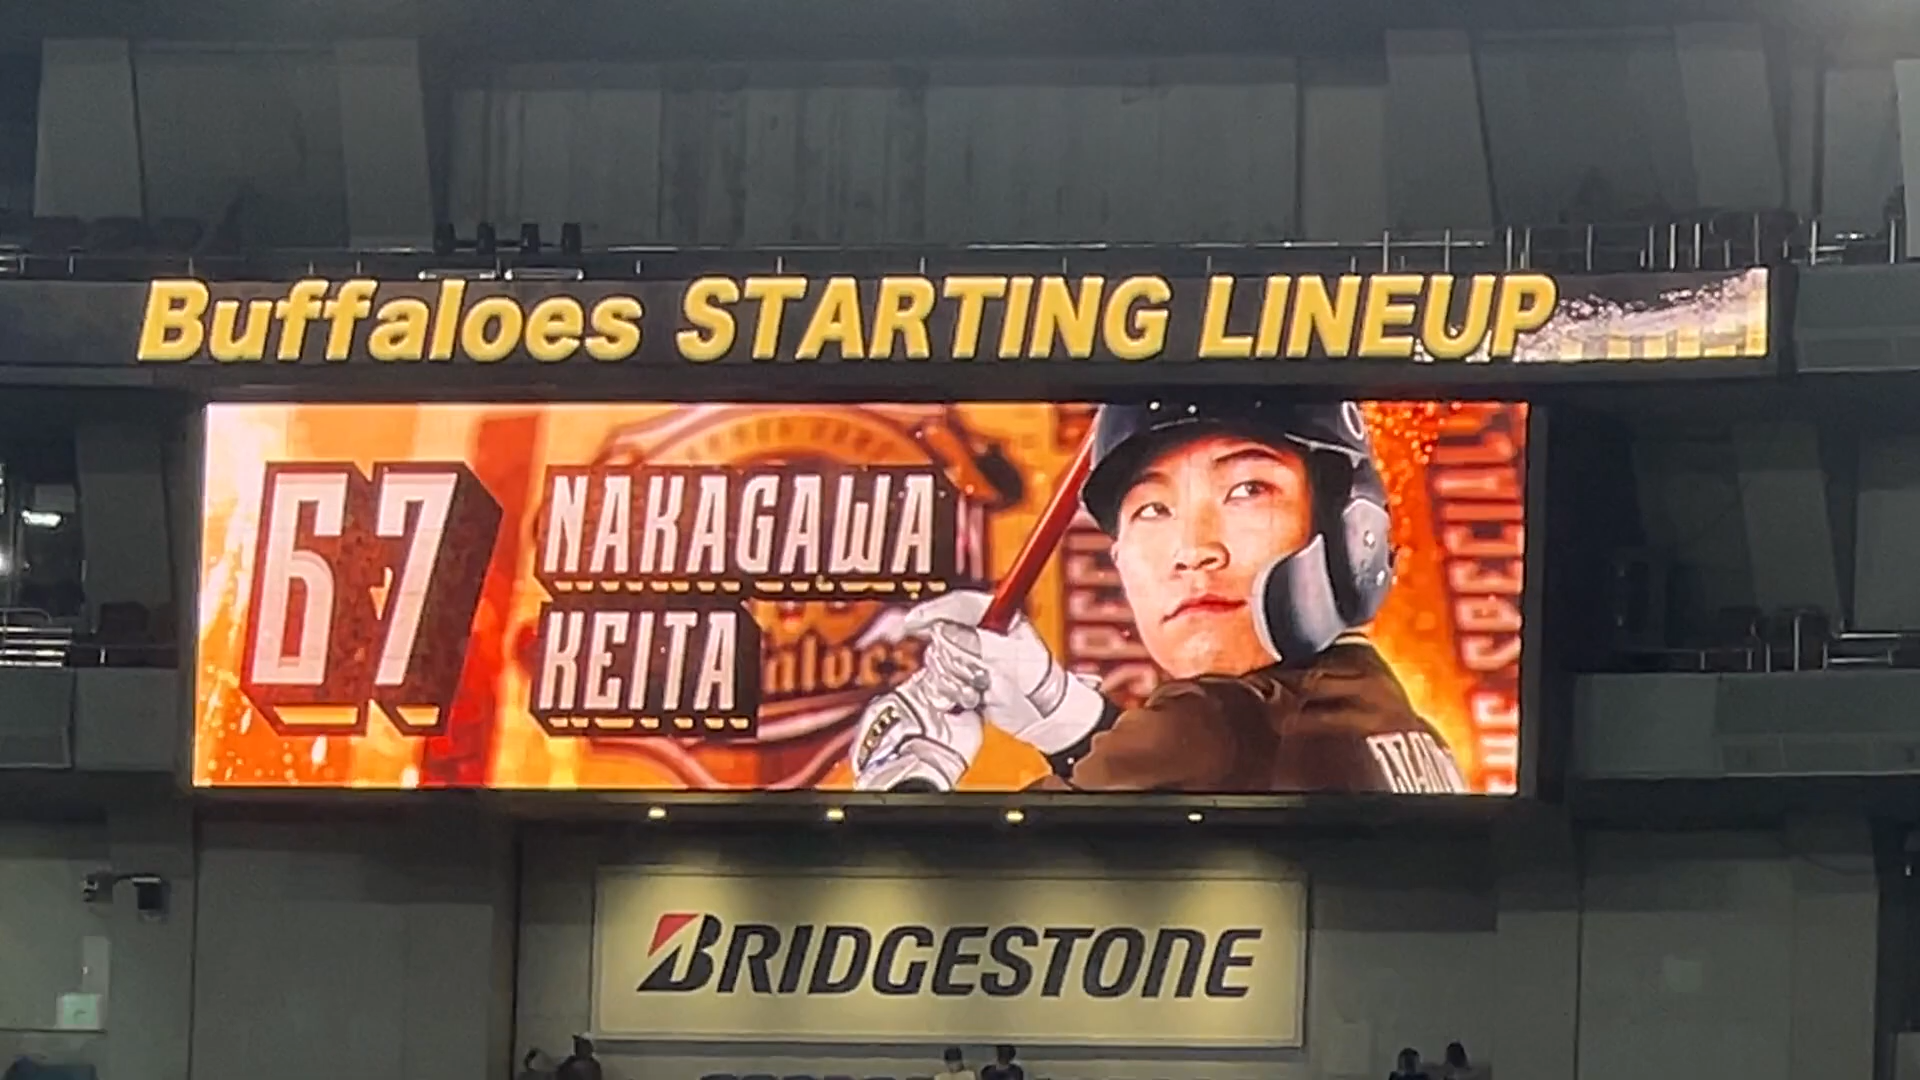 Buffaloes STARTING LINEUP
67
NAKAGAWA
KEITA
BRIDGESTONE